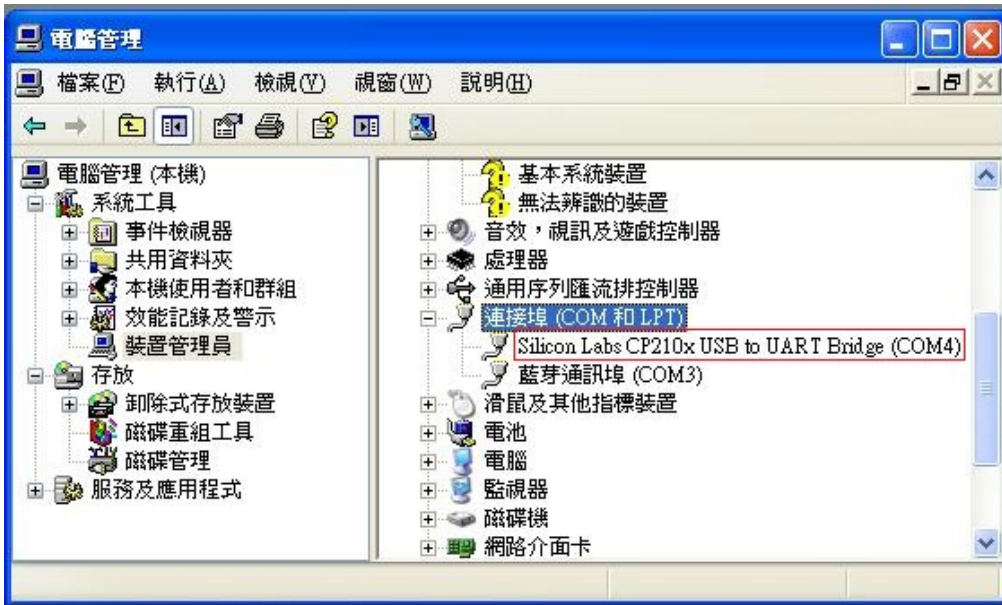 電腦管理
檔案(F) 執行(A) 檢視(V) 視窗(W) 說明(H)
電腦管理 (本機)
系統工具
事件檢視器
共用資料夾
本機使用者和群組
效能記錄及警示
裝置管理員
存放
卸除式存放裝置
磁碟重組工具
磁碟管理
服務及應用程式
基本系統裝置
無法辨識的裝置
音效，視訊及遊戲控制器
處理器
通用序列匯流排控制器
連接埠 (COM 和 LPT)
Silicon Labs CP210x USB to UART Bridge (COM4)
藍芽通訊埠 (COM3)
滑鼠及其他指標裝置
電池
電腦
監視器
磁碟機
網路介面卡